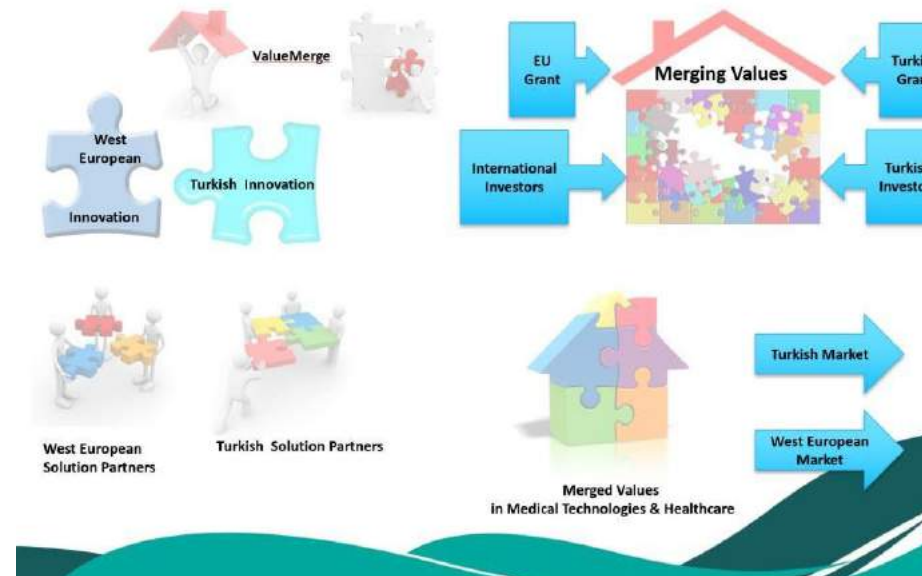 ValueMerge
West
European
Innovation
Turkish Innovation
EU
Grant
Merging Values
International
Investors
West European
Solution Partners
Turkish Solution Partners
Merged Values
in Medical Technologies & Healthcare
Turkish Market
West European
Market